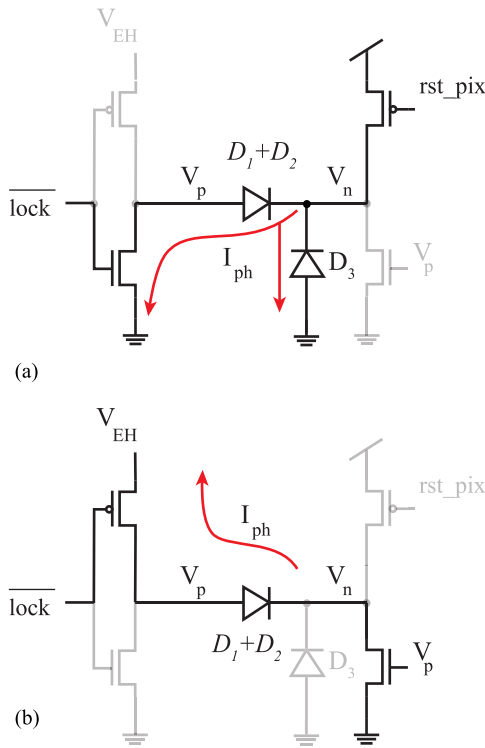 V_EH
rst_pix
D_1+D_2
V_p
V_n
lock
I_ph
D_3
V_p
(a)
V_EH
rst_pix
I_ph
V_p
V_n
lock
D_1+D_2
D_3
V_p
(b)